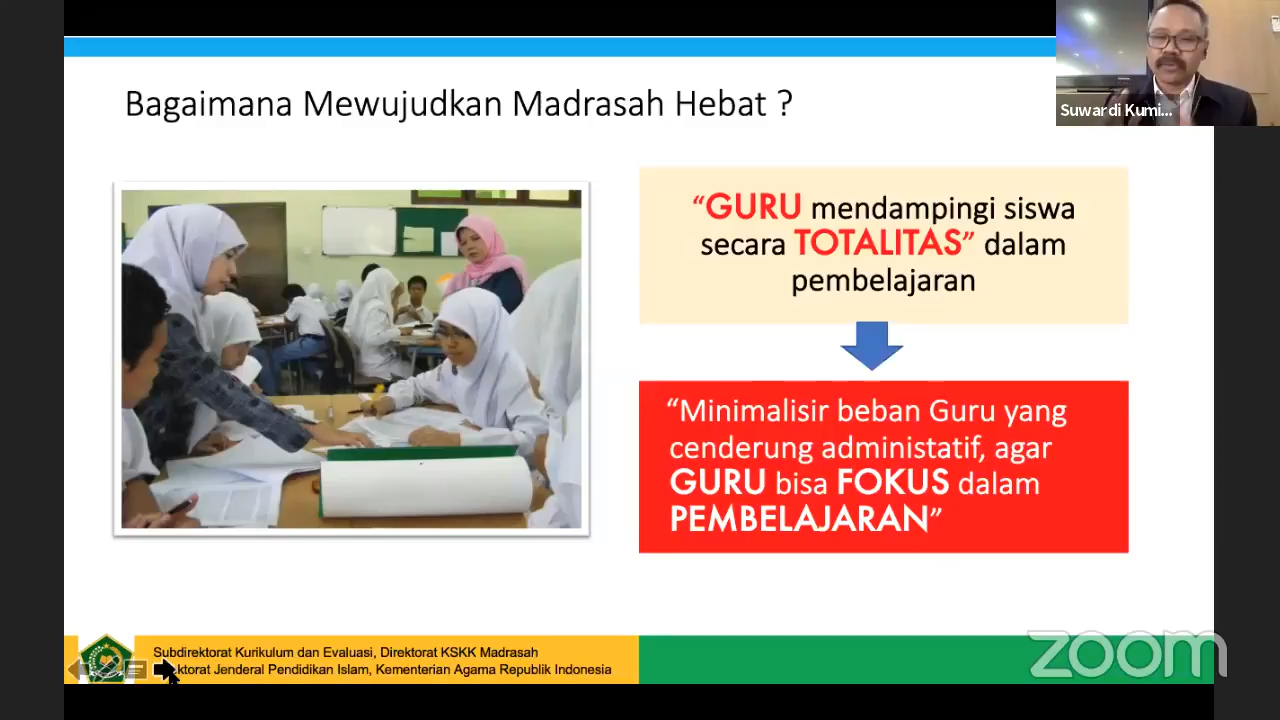 Bagaimana Mewujudkan Madrasah Hebat ?
Suwardi Kumi...
“GURU mendampingi siswa
secara TOTALITAS” dalam
pembelajaran
“Minimalisir beban Guru yang
cenderung administatif, agar
GURU bisa FOKUS dalam
PEMBELAJARAN”
Subdirektorat Kurikulum dan Evaluasi, Direktorat KSKK Madrasah
ktorat Jenderal Pendidikan Islam, Kementerian Agama Republik Indonesia
zoom